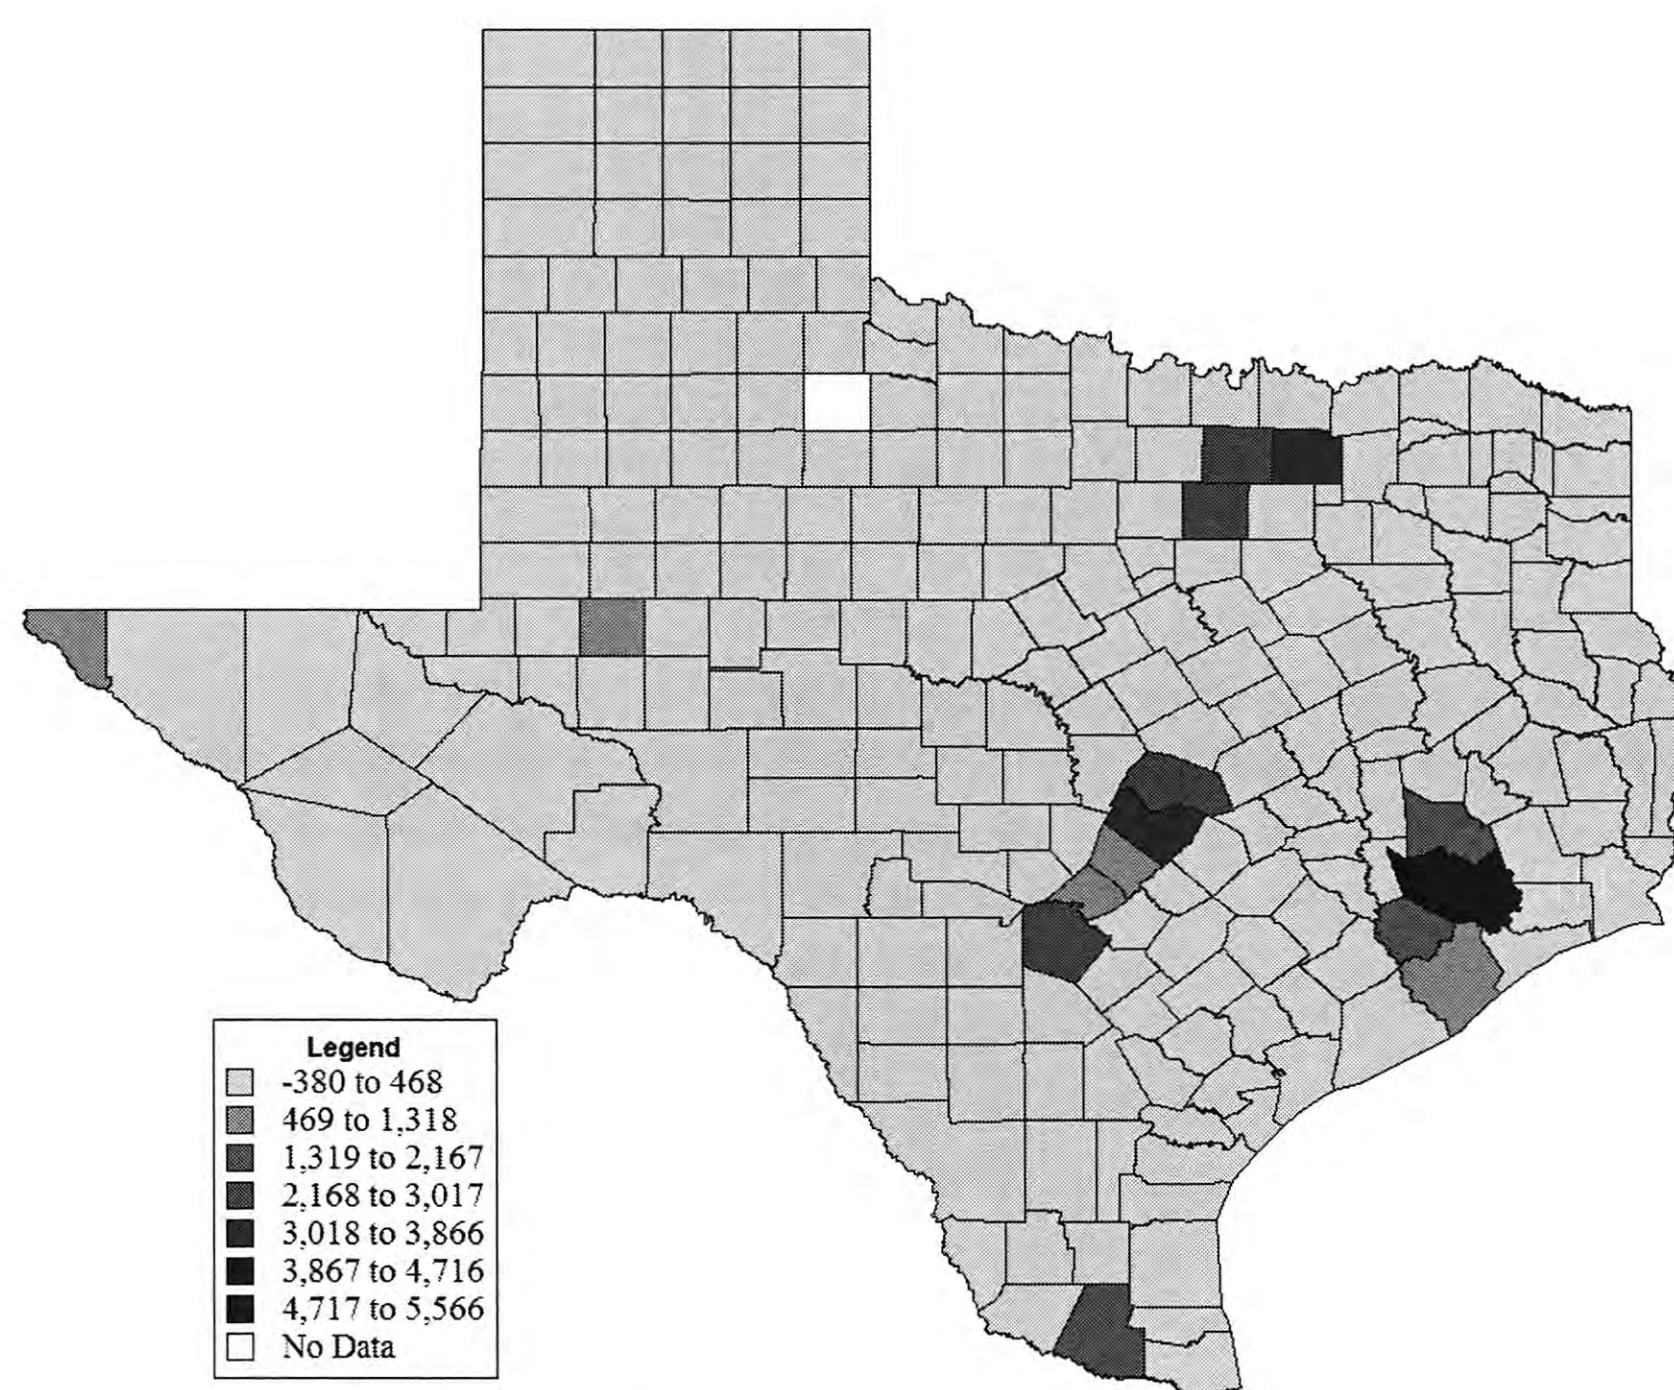 Legend
-380 to 468
469 to 1,318
1,319 to 2,167
2,168 to 3,017
3,018 to 3,866
3,867 to 4,716
4,717 to 5,566
No Data